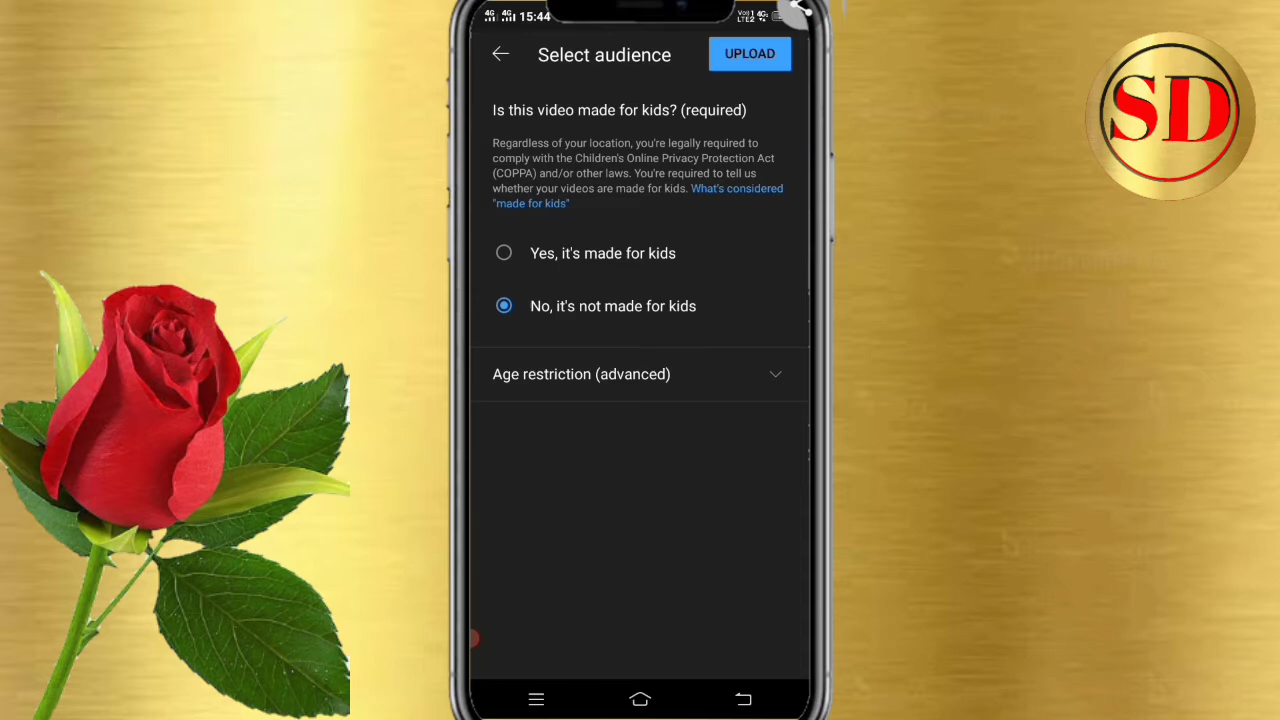 4G 4G 15:44
Select audience
UPLOAD
Is this video made for kids? (required)
Regardless of your location, you're legally required to
comply with the Children's Online Privacy Protection Act
(COPPA) and/or other laws. You're required to tell us
whether your videos are made for kids. What's considered
"made for kids"
Yes, it's made for kids
No, it's not made for kids
Age restriction (advanced)
SD